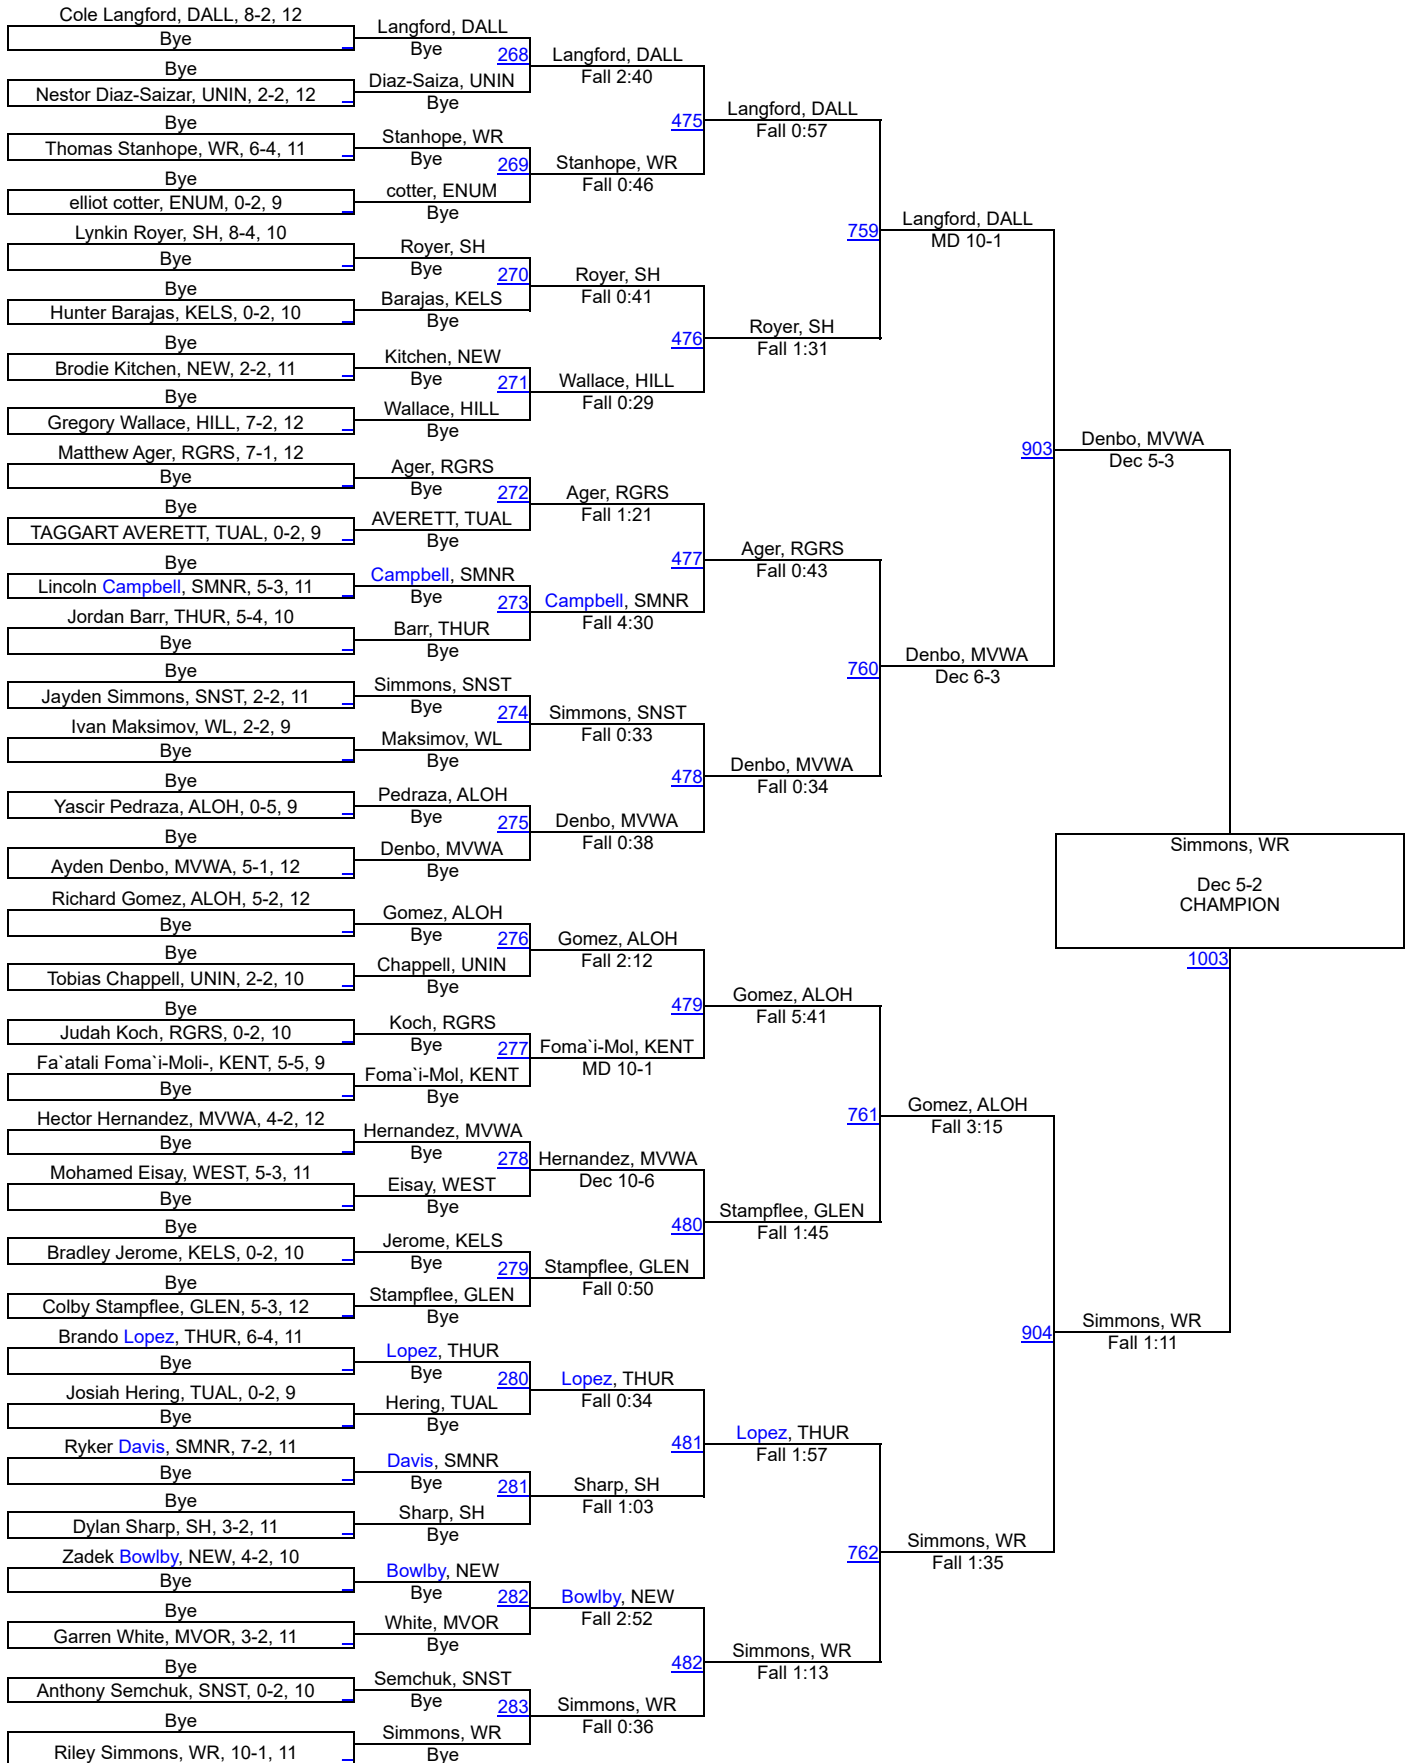 Cole Langford, DALL, 8-2, 12
Bye
Bye
Nestor Diaz-Saizar, UNIN, 2-2, 12
Bye
Thomas Stanhope, WR, 6-4, 11
Bye
elliot cotter, ENUM, 0-2, 9
Lynkin Royer, SH, 8-4, 10
Bye
Bye
Hunter Barajas, KELS, 0-2, 10
Bye
Brodie Kitchen, NEW, 2-2, 11
Bye
Gregory Wallace, HILL, 7-2, 12
Matthew Ager, RGRS, 7-1, 12
Bye
Bye
TAGGART AVERETT, TUAL, 0-2, 9
Bye
Lincoln Campbell, SMNR, 5-3, 11
Jordan Barr, THUR, 5-4, 10
Bye
Bye
Jayden Simmons, SNST, 2-2, 11
Ivan Maksimov, WL, 2-2, 9
Bye
Bye
Yascir Pedraza, ALOH, 0-5, 9
Bye
Ayden Denbo, MVWA, 5-1, 12
Richard Gomez, ALOH, 5-2, 12
Bye
Bye
Tobias Chappell, UNIN, 2-2, 10
Bye
Judah Koch, RGRS, 0-2, 10
Fa`atali Foma`i-Moli-, KENT, 5-5, 9
Bye
Hector Hernandez, MVWA, 4-2, 12
Bye
Mohamed Eisay, WEST, 5-3, 11
Bye
Bye
Bradley Jerome, KELS, 0-2, 10
Bye
Colby Stampflee, GLEN, 5-3, 12
Brando Lopez, THUR, 6-4, 11
Bye
Josiah Hering, TUAL, 0-2, 9
Bye
Ryker Davis, SMNR, 7-2, 11
Bye
Bye
Dylan Sharp, SH, 3-2, 11
Zadek Bowlby, NEW, 4-2, 10
Bye
Bye
Garren White, MVOR, 3-2, 11
Bye
Anthony Semchuk, SNST, 0-2, 10
Bye
Riley Simmons, WR, 10-1, 11
Langford, DALL
Bye
268
Diaz-Saiza, UNIN
Bye
Stanhope, WR
Bye
269
cotter, ENUM
Bye
Royer, SH
Bye
270
Barajas, KELS
Bye
Kitchen, NEW
Bye
271
Wallace, HILL
Bye
Ager, RGRS
Bye
272
AVERETT, TUAL
Bye
Campbell, SMNR
Bye
273
Barr, THUR
Bye
Simmons, SNST
Bye
274
Maksimov, WL
Bye
Pedraza, ALOH
Bye
275
Denbo, MVWA
Bye
Gomez, ALOH
Bye
276
Chappell, UNIN
Bye
Koch, RGRS
Bye
277
Foma`i-Mol, KENT
Bye
Hernandez, MVWA
Bye
278
Eisay, WEST
Bye
Jerome, KELS
Bye
279
Stampflee, GLEN
Bye
Lopez, THUR
Bye
280
Hering, TUAL
Bye
Davis, SMNR
Bye
281
Sharp, SH
Bye
Bowlby, NEW
Bye
282
White, MVOR
Bye
Semchuk, SNST
Bye
283
Simmons, WR
Bye
Langford, DALL
Fall 2:40
475
Stanhope, WR
Fall 0:46
Royer, SH
Fall 0:41
476
Wallace, HILL
Fall 0:29
Ager, RGRS
Fall 1:21
477
Campbell, SMNR
Fall 4:30
Simmons, SNST
Fall 0:33
478
Denbo, MVWA
Fall 0:38
Gomez, ALOH
Fall 2:12
479
Foma`i-Mol, KENT
MD 10-1
Hernandez, MVWA
Dec 10-6
480
Stampflee, GLEN
Fall 0:50
Lopez, THUR
Fall 0:34
481
Sharp, SH
Fall 1:03
Bowlby, NEW
Fall 2:52
482
Simmons, WR
Fall 0:36
Langford, DALL
Fall 0:57
759
Royer, SH
Fall 1:31
Ager, RGRS
Fall 0:43
760
Denbo, MVWA
Fall 0:34
Gomez, ALOH
Fall 5:41
761
Stampflee, GLEN
Fall 1:45
Lopez, THUR
Fall 1:57
762
Simmons, WR
Fall 1:13
Langford, DALL
MD 10-1
903
Denbo, MVWA
Dec 6-3
Gomez, ALOH
Fall 3:15
904
Simmons, WR
Fall 1:35
Denbo, MVWA
Dec 5-3
Simmons, WR
Dec 5-2
CHAMPION
1003
Simmons, WR
Fall 1:11